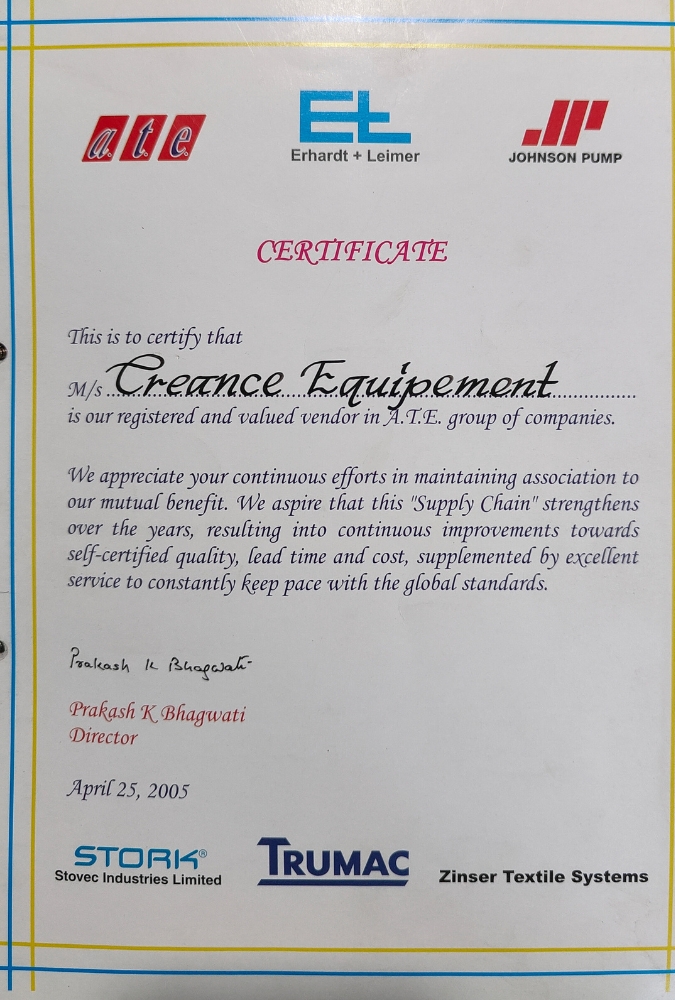 a.t.e.
Erhardt + Leimer
JOHNSON PUMP
CERTIFICATE
This is to certify that
M/s Creance Equipement
is our registered and valued vendor in A.T.E. group of companies.
We appreciate your continuous efforts in maintaining association to
our mutual benefit. We aspire that this "Supply Chain" strengthens
over the years, resulting into continuous improvements towards
self-certified quality, lead time and cost, supplemented by excellent
service to constantly keep pace with the global standards.
Prakash K Bhagwati
Prakash K Bhagwati
Director
April 25, 2005
STORK®
Stovec Industries Limited
TRUMAC
Zinser Textile Systems